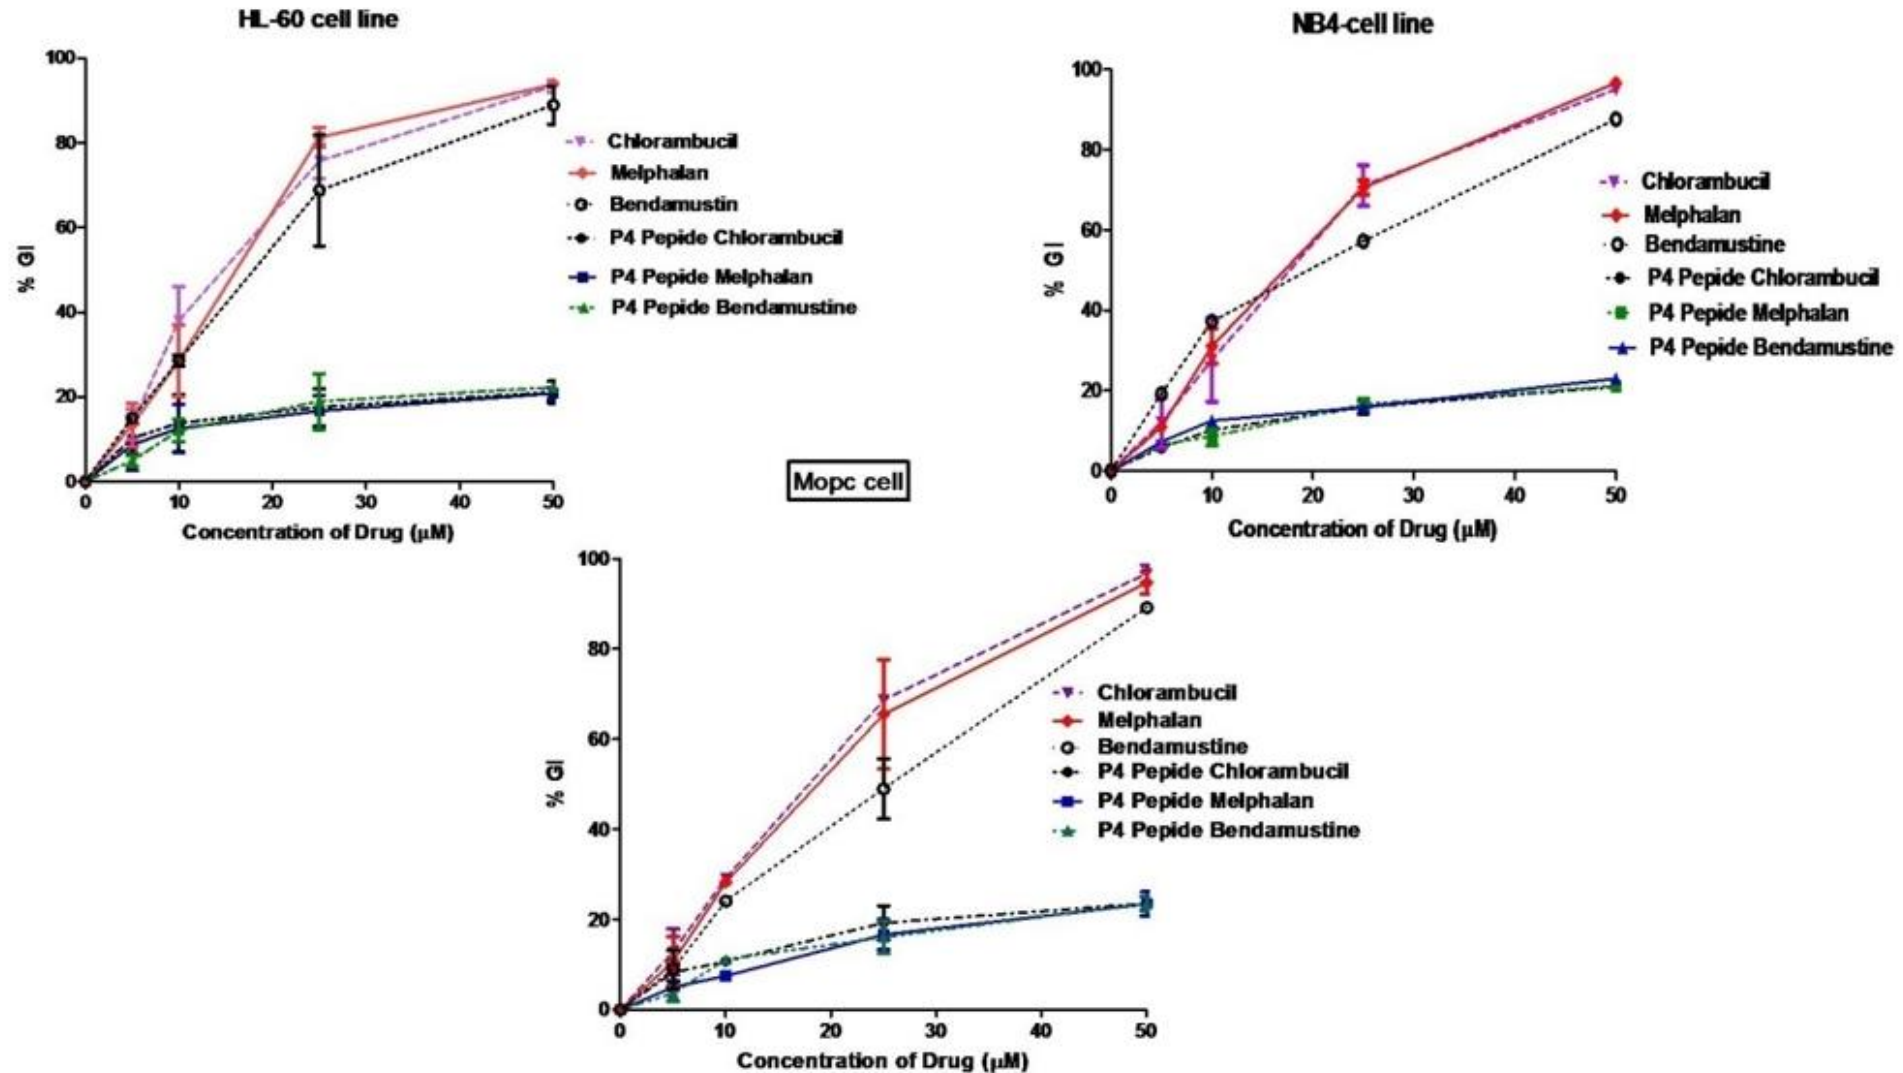 HL-60 cell line
100
80
60
40
20
0
% GI
0 10 20 30 40 50
Concentration of Drug (μM)
Chlorambucil
Melphalan
Bendamustin
P4 Pepide Chlorambucil
P4 Pepide Melphalan
P4 Pepide Bendamustine
NB4-cell line
100
80
60
40
20
0
% GI
0 10 20 30 40 50
Concentration of Drug (μM)
Chlorambucil
Melphalan
Bendamustine
P4 Pepide Chlorambucil
P4 Pepide Melphalan
P4 Pepide Bendamustine
Mopc cell
100
80
60
40
20
0
% GI
0 10 20 30 40 50
Concentration of Drug (μM)
Chlorambucil
Melphalan
Bendamustine
P4 Pepide Chlorambucil
P4 Pepide Melphalan
P4 Pepide Bendamustine